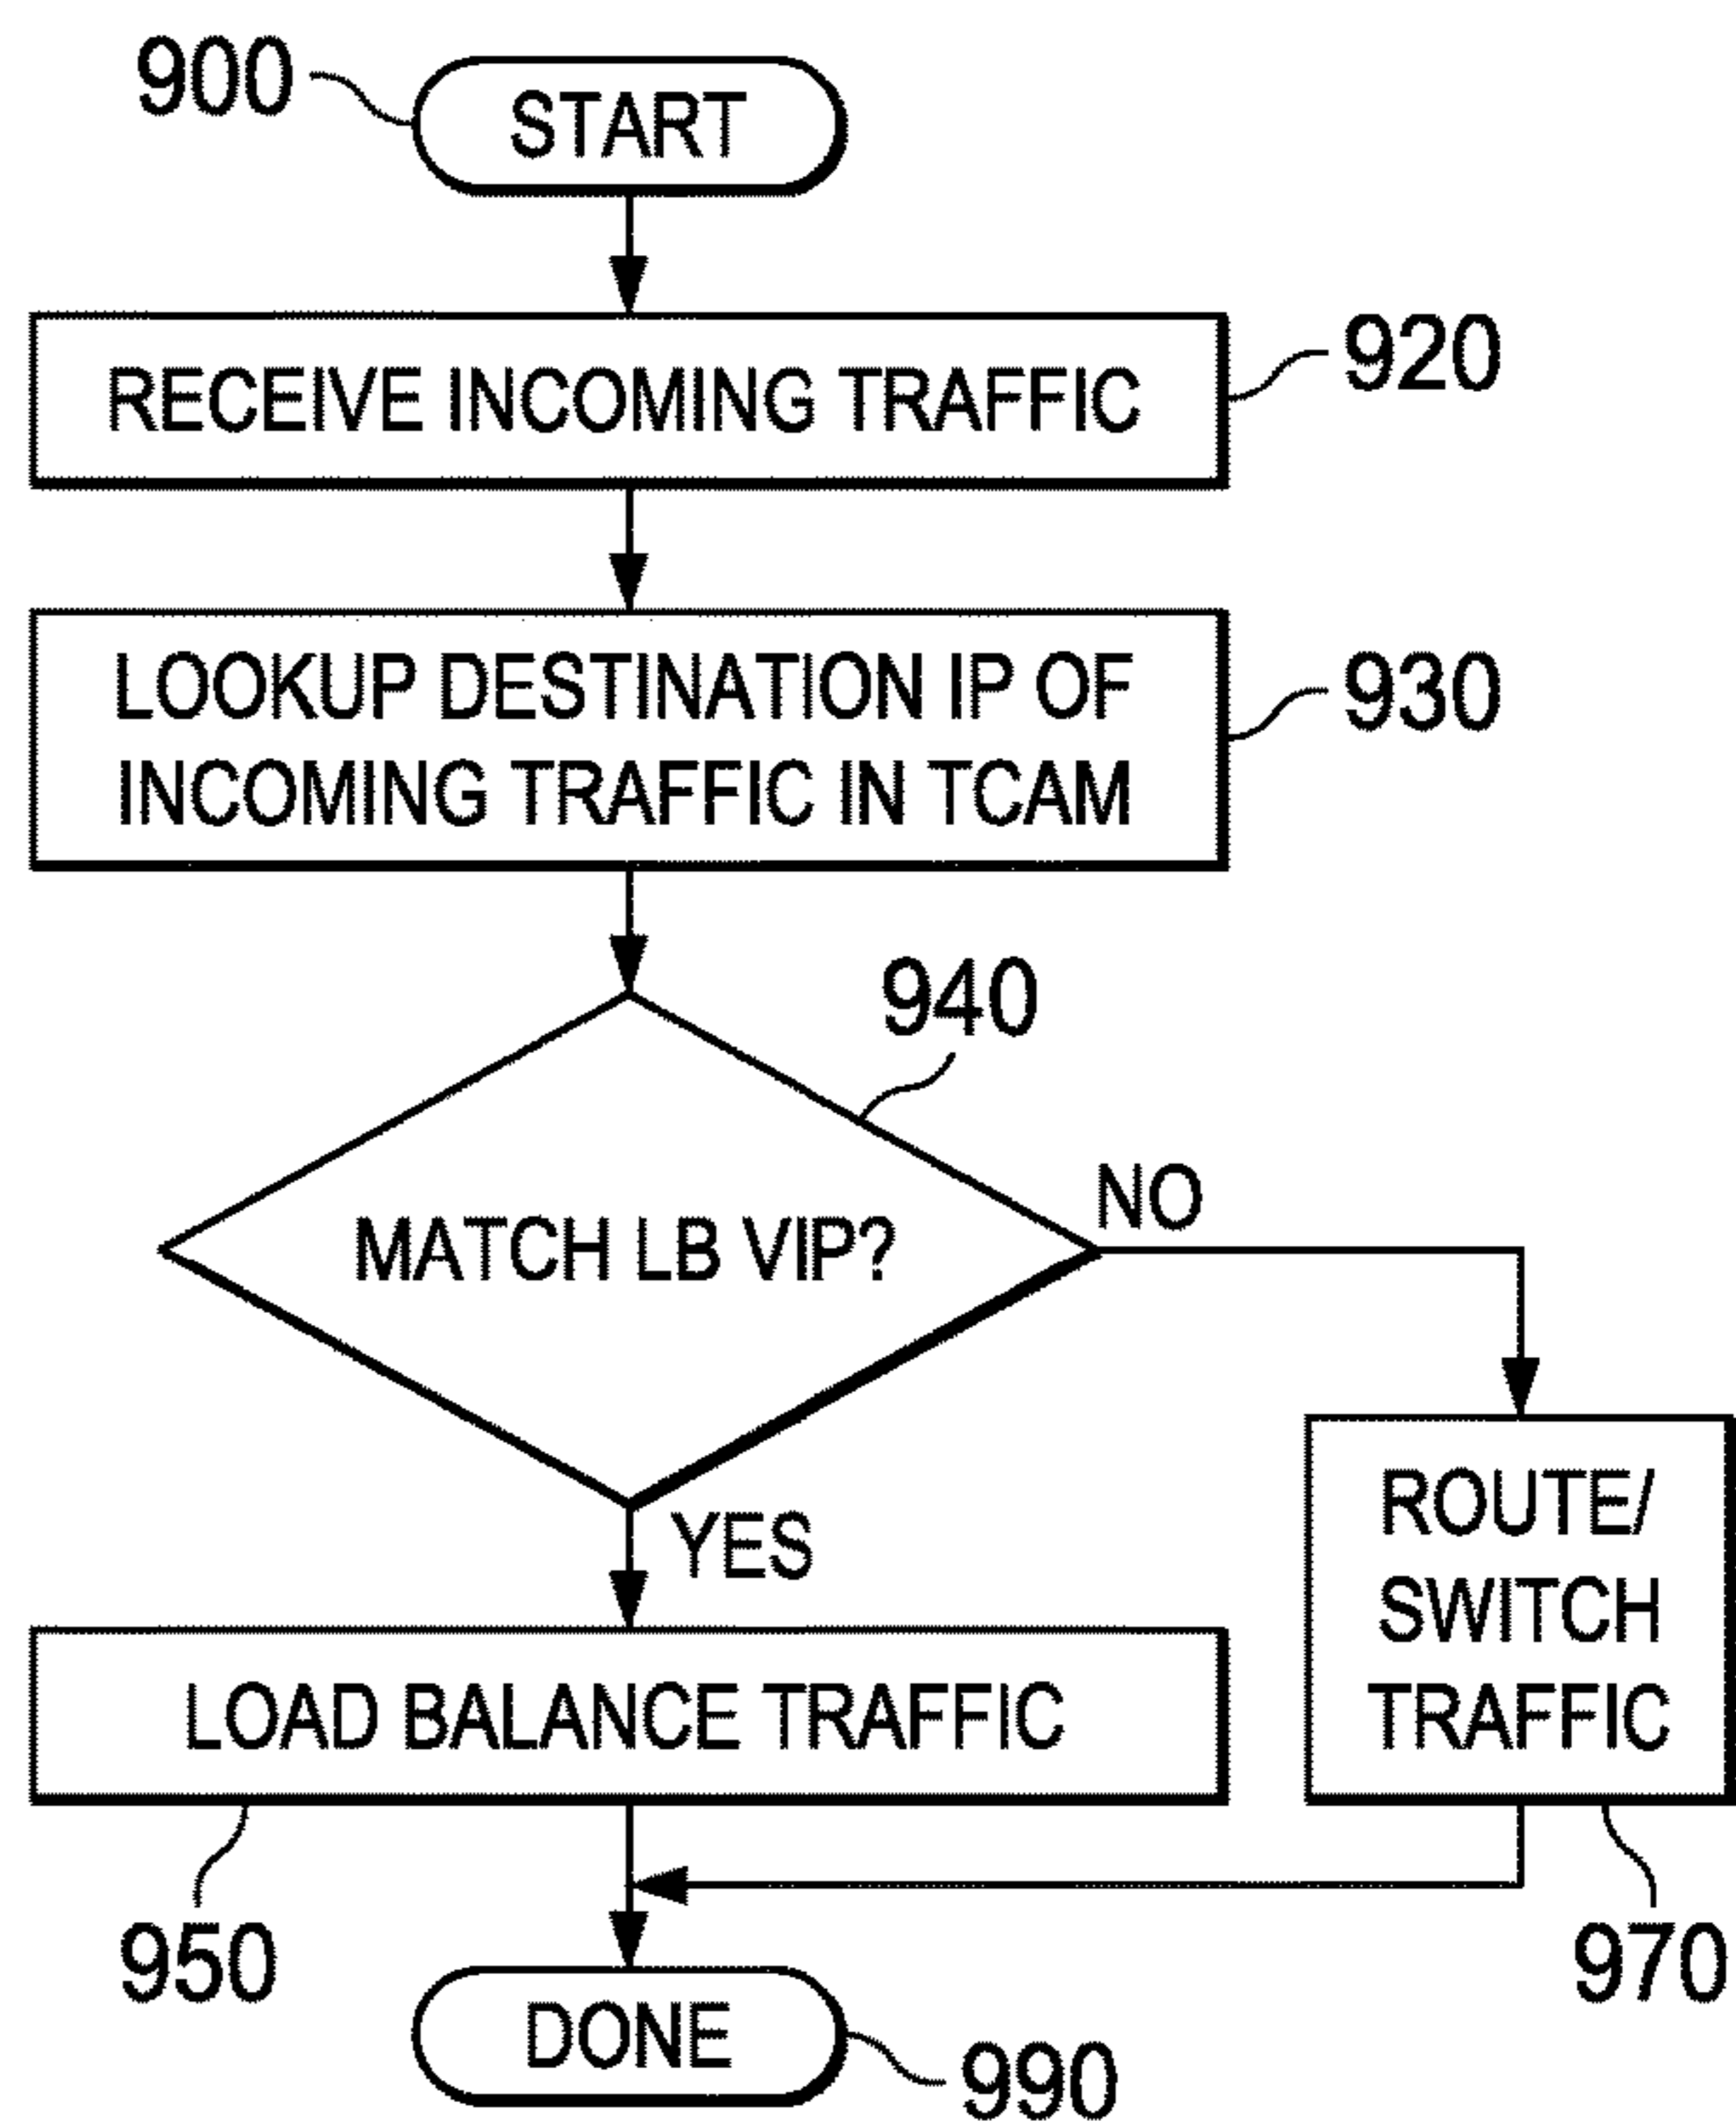 900
START
RECEIVE INCOMING TRAFFIC
920
LOOKUP DESTINATION IP OF
INCOMING TRAFFIC IN TCAM
930
940
MATCH LB VIP?
NO
YES
ROUTE/
SWITCH
TRAFFIC
LOAD BALANCE TRAFFIC
950
970
DONE
990